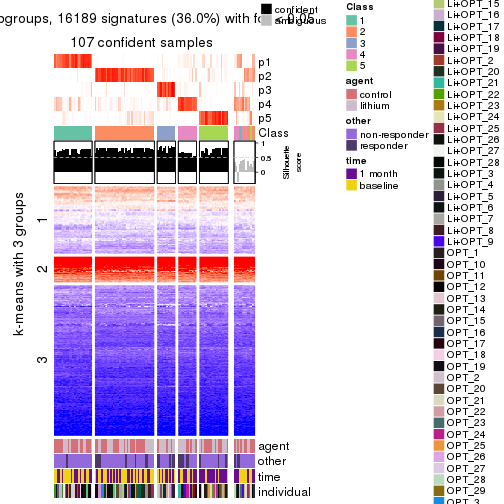 ogroups, 16189 signatures (36.0%) with f
107 confident samples
p1
p2
p3
p4
p5
Class
1
0.5
0
Silhouette
score
k-means with 3 groups
1
2
3
agent
other
time
individual
confident
ambiguous
Class
1
2
3
4
5
agent
control
lithium
other
non-responder
responder
time
1 month
baseline
Li+OPT_15
Li+OPT_16
Li+OPT_17
Li+OPT_18
Li+OPT_19
Li+OPT_2
Li+OPT_20
Li+OPT_21
Li+OPT_22
Li+OPT_23
Li+OPT_24
Li+OPT_25
Li+OPT_26
Li+OPT_27
Li+OPT_28
Li+OPT_3
Li+OPT_4
Li+OPT_5
Li+OPT_6
Li+OPT_7
Li+OPT_8
Li+OPT_9
OPT_1
OPT_10
OPT_11
OPT_12
OPT_13
OPT_14
OPT_15
OPT_16
OPT_17
OPT_18
OPT_19
OPT_2
OPT_20
OPT_21
OPT_22
OPT_23
OPT_24
OPT_25
OPT_26
OPT_27
OPT_28
OPT_29